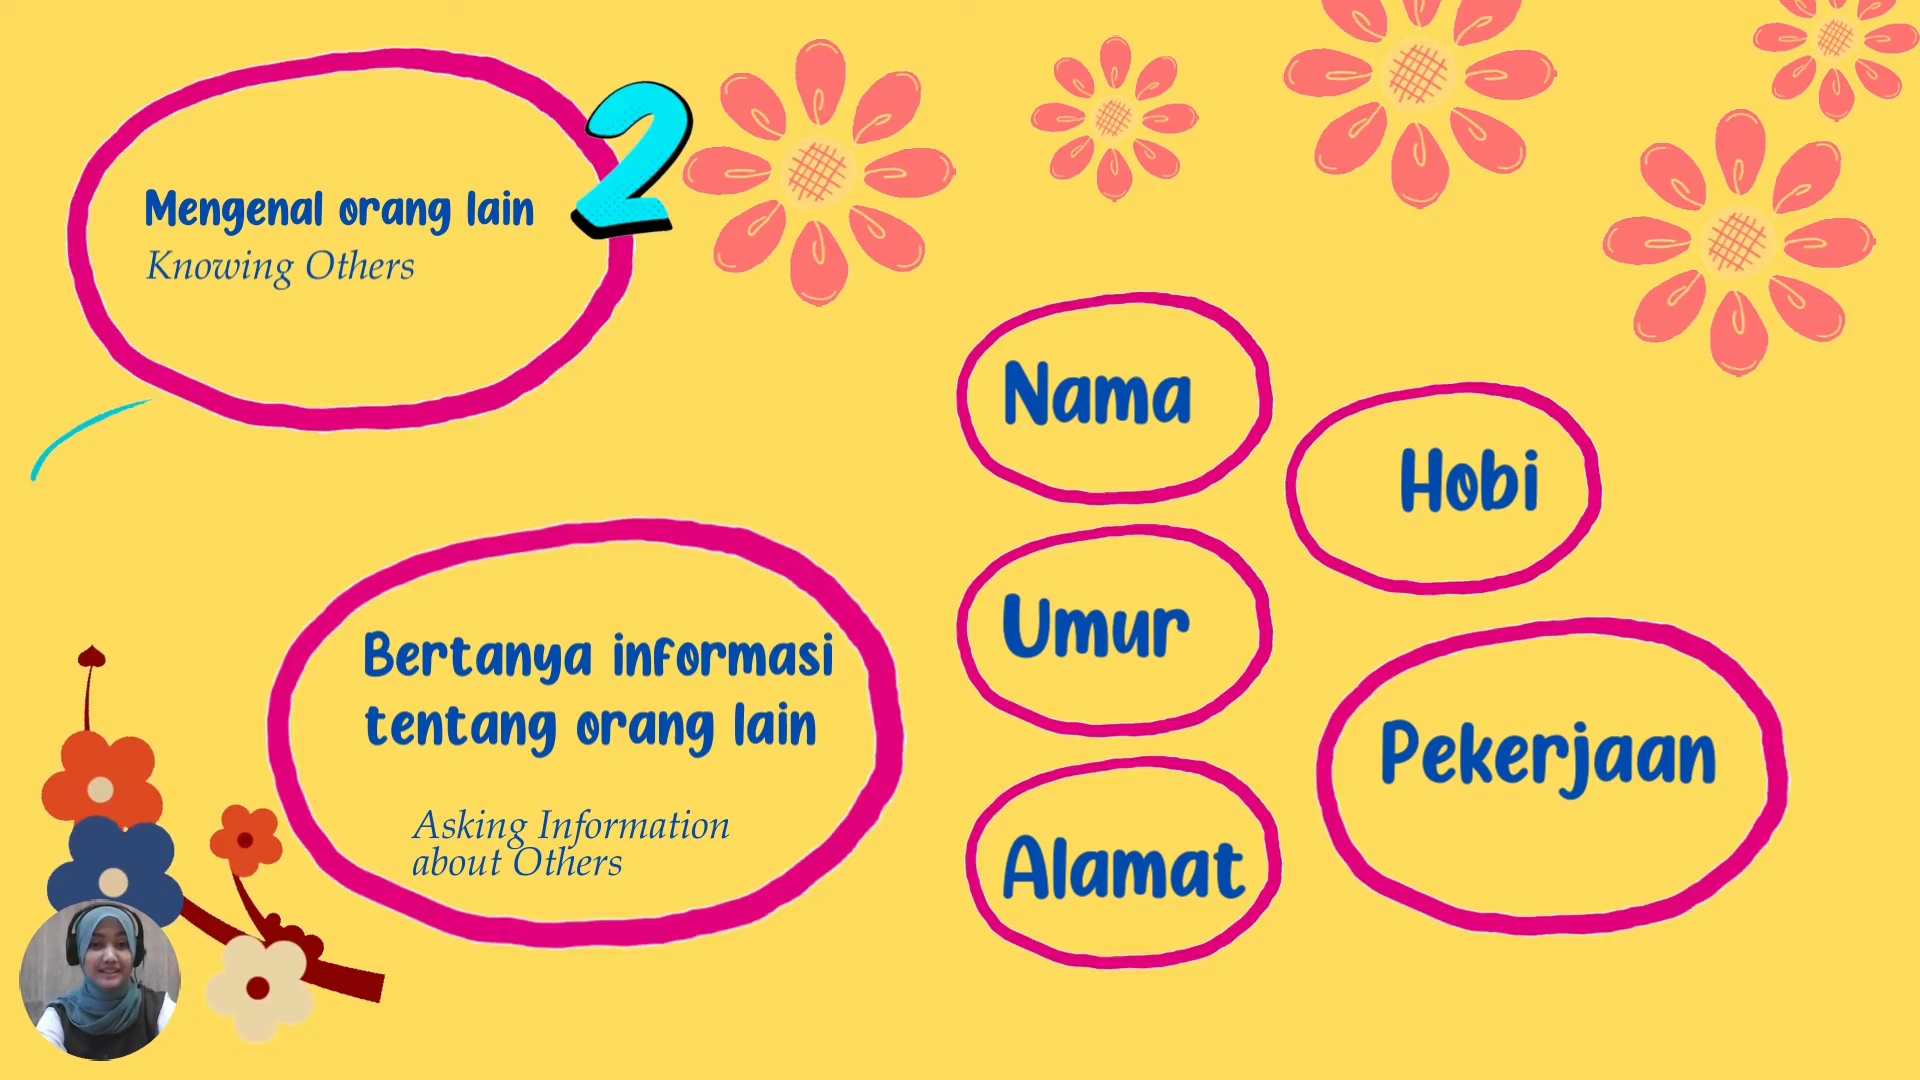 2
Mengenal orang lain
Knowing Others
Bertanya informasi
tentang orang lain
Asking Information
about Others
Nama
Hobi
Umur
Pekerjaan
Alamat